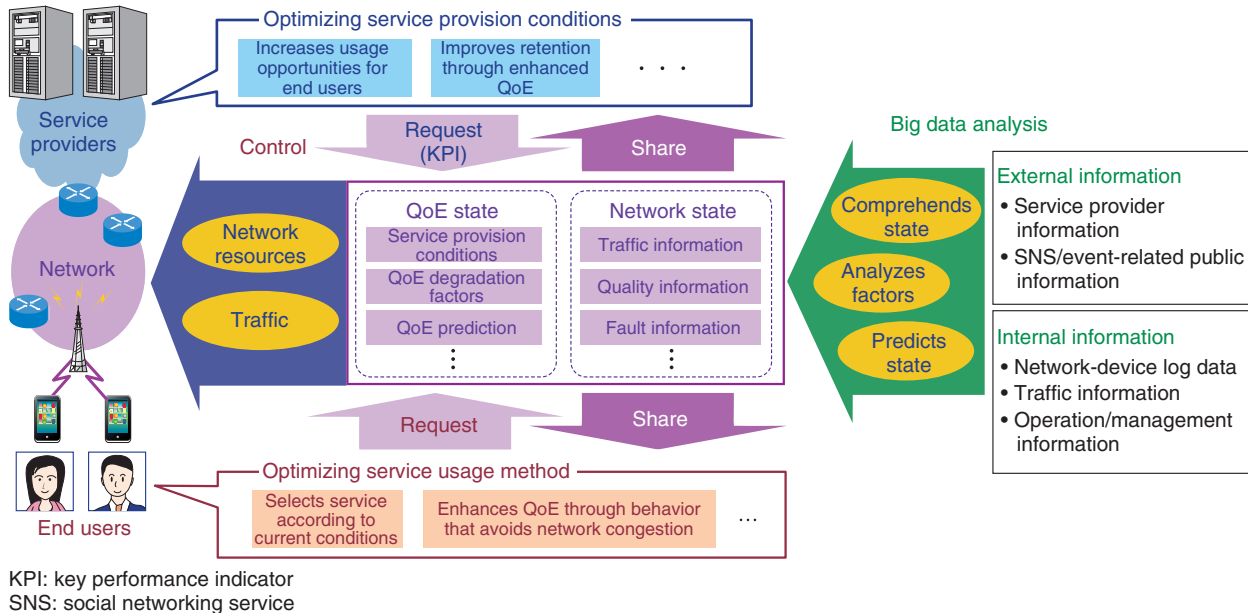 Optimizing service provision conditions
Increases usage
opportunities for
end users
Improves retention
through enhanced
QoE
. . .
Service
providers
Control
Request
(KPI)
Share
Big data analysis
Network
Network
resources
Traffic
QoE state
Service provision
conditions
QoE degradation
factors
QoE prediction
Network state
Traffic information
Quality information
Fault information
Comprehends
state
Analyzes
factors
Predicts
state
External information
• Service provider
information
• SNS/event-related public
information
Internal information
• Network-device log data
• Traffic information
• Operation/management
information
Request
Share
End users
Optimizing service usage method
Selects service
according to
current conditions
Enhances QoE through behavior
that avoids network congestion
...
KPI: key performance indicator
SNS: social networking service